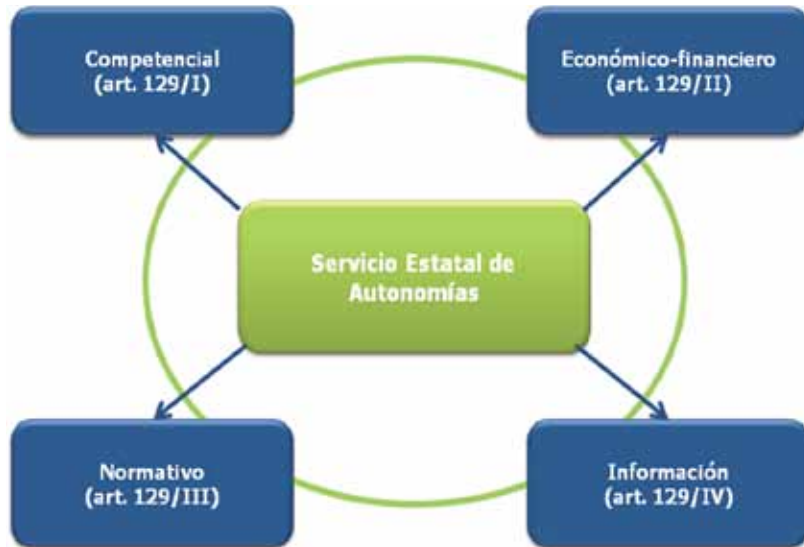 Competencial
(art. 129/I)
Económico-financiero
(art. 129/II)
Servicio Estatal de
Autonomías
Normativo
(art. 129/III)
Información
(art. 129/IV)